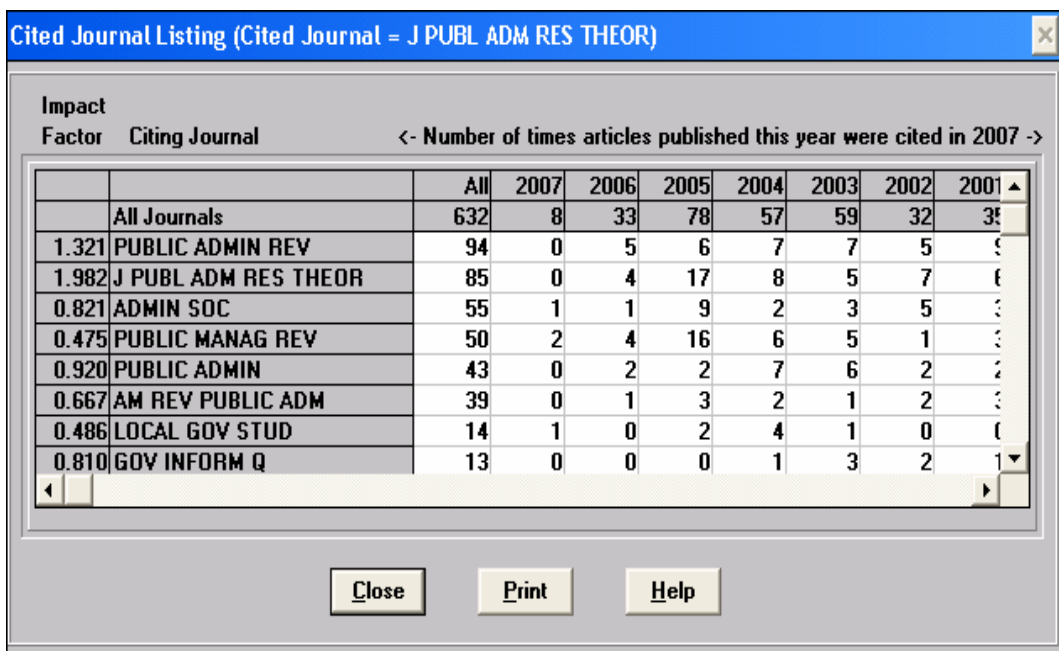 Cited Journal Listing (Cited Journal = J PUBL ADM RES THEOR)
Impact
Factor Citing Journal <- Number of times articles published this year were cited in 2007 ->
All 2007 2006 2005 2004 2003 2002 2001
All Journals 632 8 33 78 57 59 32
1.321 PUBLIC ADMIN REV 94 0 5 6 7 7 5
1.982 J PUBL ADM RES THEOR 85 0 4 17 8 5 7
0.821 ADMIN SOC 55 1 1 9 2 3 5
0.475 PUBLIC MANAG REV 50 2 4 16 6 5 1
0.920 PUBLIC ADMIN 43 0 2 2 7 6 2
0.667 AM REV PUBLIC ADM 39 0 1 3 2 1 2
0.486 LOCAL GOV STUD 14 1 0 2 4 1 0
0.810 GOV INFORM Q 13 0 0 0 1 3 2 1
Close Print Help